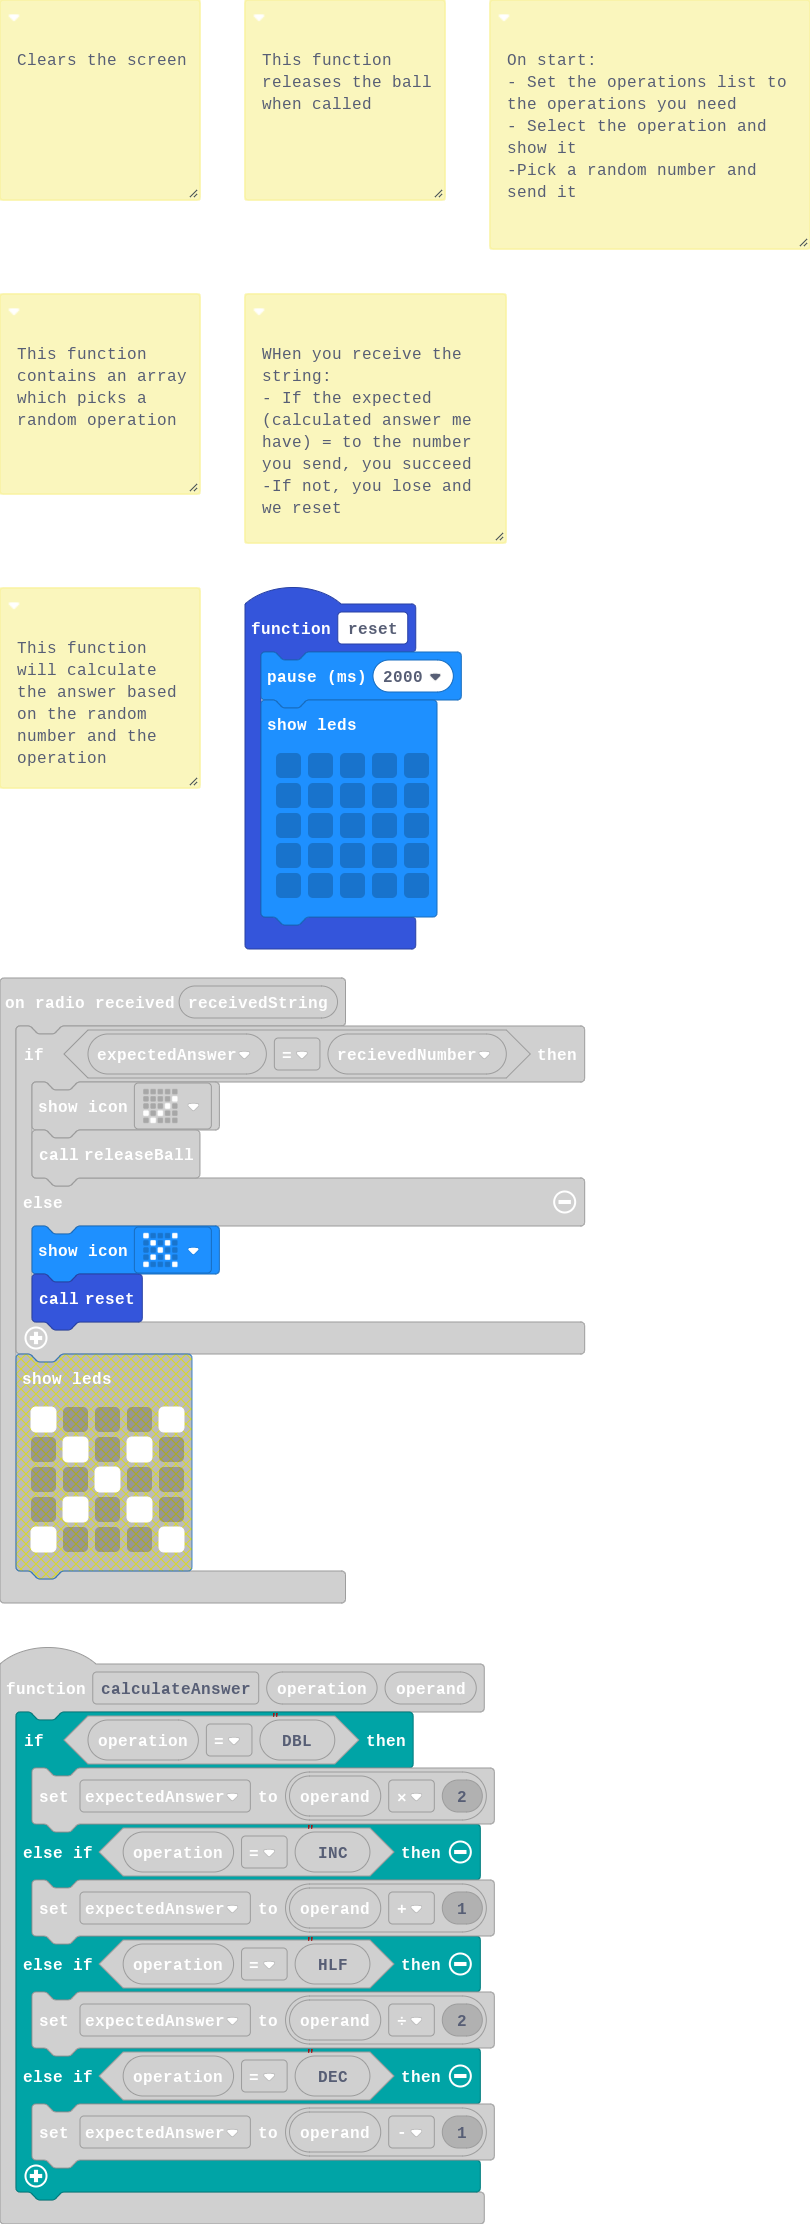 Clears the screen
This function
releases the ball
when called
On start:
- Set the operations list to
the operations you need
- Select the operation and
show it
-Pick a random number and
send it
This function
contains an array
which picks a
random operation
WHen you receive the
string:
- If the expected
(calculated answer me
have) = to the number
you send, you succeed
-If not, you lose and
we reset
This function
will calculate
the answer based
on the random
number and the
operation
function reset
pause (ms) 2000
show leds
on radio received receivedString
if expectedAnswer = recievedNumber then
show icon
call releaseBall
else
show icon
call reset
show leds
function calculateAnswer operation operand
if operation = " DBL then
set expectedAnswer to operand × 2
else if operation = " INC then
set expectedAnswer to operand + 1
else if operation = " HLF then
set expectedAnswer to operand ÷ 2
else if operation = " DEC then
set expectedAnswer to operand - 1